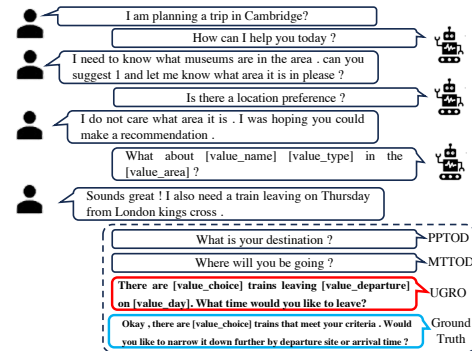 I am planning a trip in Cambridge?
How can I help you today ?
I need to know what museums are in the area . can you
suggest 1 and let me know what area it is in please ?
Is there a location preference ?
I do not care what area it is . I was hoping you could
make a recommendation .
What about [value_name] [value_type] in the
[value_area] ?
Sounds great ! I also need a train leaving on Thursday
from London kings cross .
What is your destination ?
PPTOD
Where will you be going ?
MTTOD
There are [value_choice] trains leaving [value_departure]
on [value_day]. What time would you like to leave?
UGRO
Okay , there are [value_choice] trains that meet your criteria . Would
you like to narrow it down further by departure site or arrival time ?
Ground
Truth